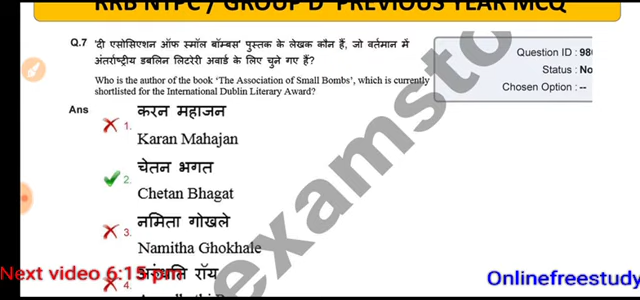 RRB NTPC / GROUP D PREVIOUS YEAR MCQ
Q.7 'दी एसोसिएशन ऑफ स्मॉल बॉम्बस' पुस्तक के लेखक कौन हैं, जो वर्तमान में
अंतर्राष्ट्रीय डबलिन लिटरेरी अवार्ड के लिए चुने गए हैं?
Who is the author of the book 'The Association of Small Bombs', which is currently
shortlisted for the International Dublin Literary Award?
Question ID : 98
Status : No
Chosen Option : --
Ans
करन महाजन
1.
Karan Mahajan
चेतन भगत
2.
Chetan Bhagat
नमिता गोखले
3.
Namitha Ghokhale
4.
रॉय
Next video 6:15 pm
Onlinefreestudy
examsto